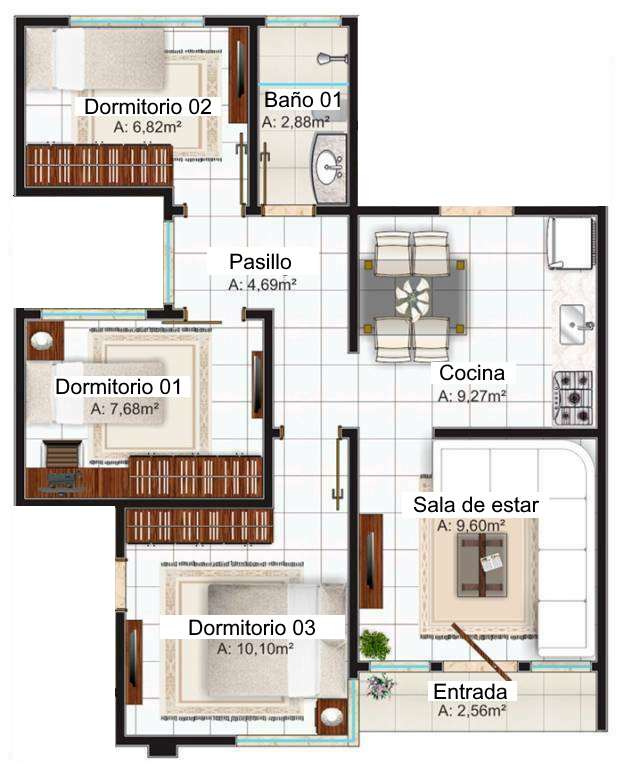 Dormitorio 02
A: 6,82m²
Baño 01
A: 2,88m²
Pasillo
A: 4,69m²
Dormitorio 01
A: 7,68m²
Cocina
A: 9,27m²
Sala de estar
A: 9,60m²
Dormitorio 03
A: 10,10m²
Entrada
A: 2,56m²